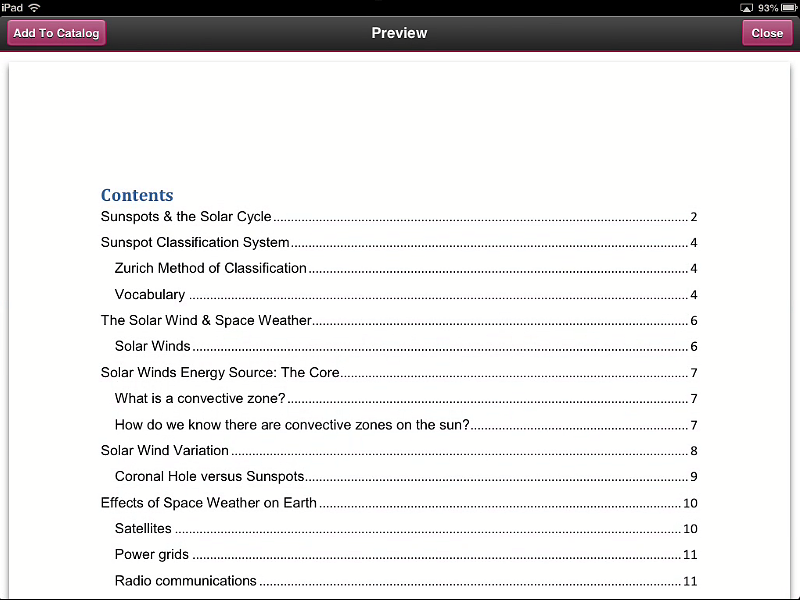 iPad 93%
Add To Catalog Preview Close
Contents
Sunspots & the Solar Cycle 2
Sunspot Classification System 4
Zurich Method of Classification 4
Vocabulary 4
The Solar Wind & Space Weather 6
Solar Winds 6
Solar Winds Energy Source: The Core 7
What is a convective zone? 7
How do we know there are convective zones on the sun? 7
Solar Wind Variation 8
Coronal Hole versus Sunspots 9
Effects of Space Weather on Earth 10
Satellites 10
Power grids 11
Radio communications 11